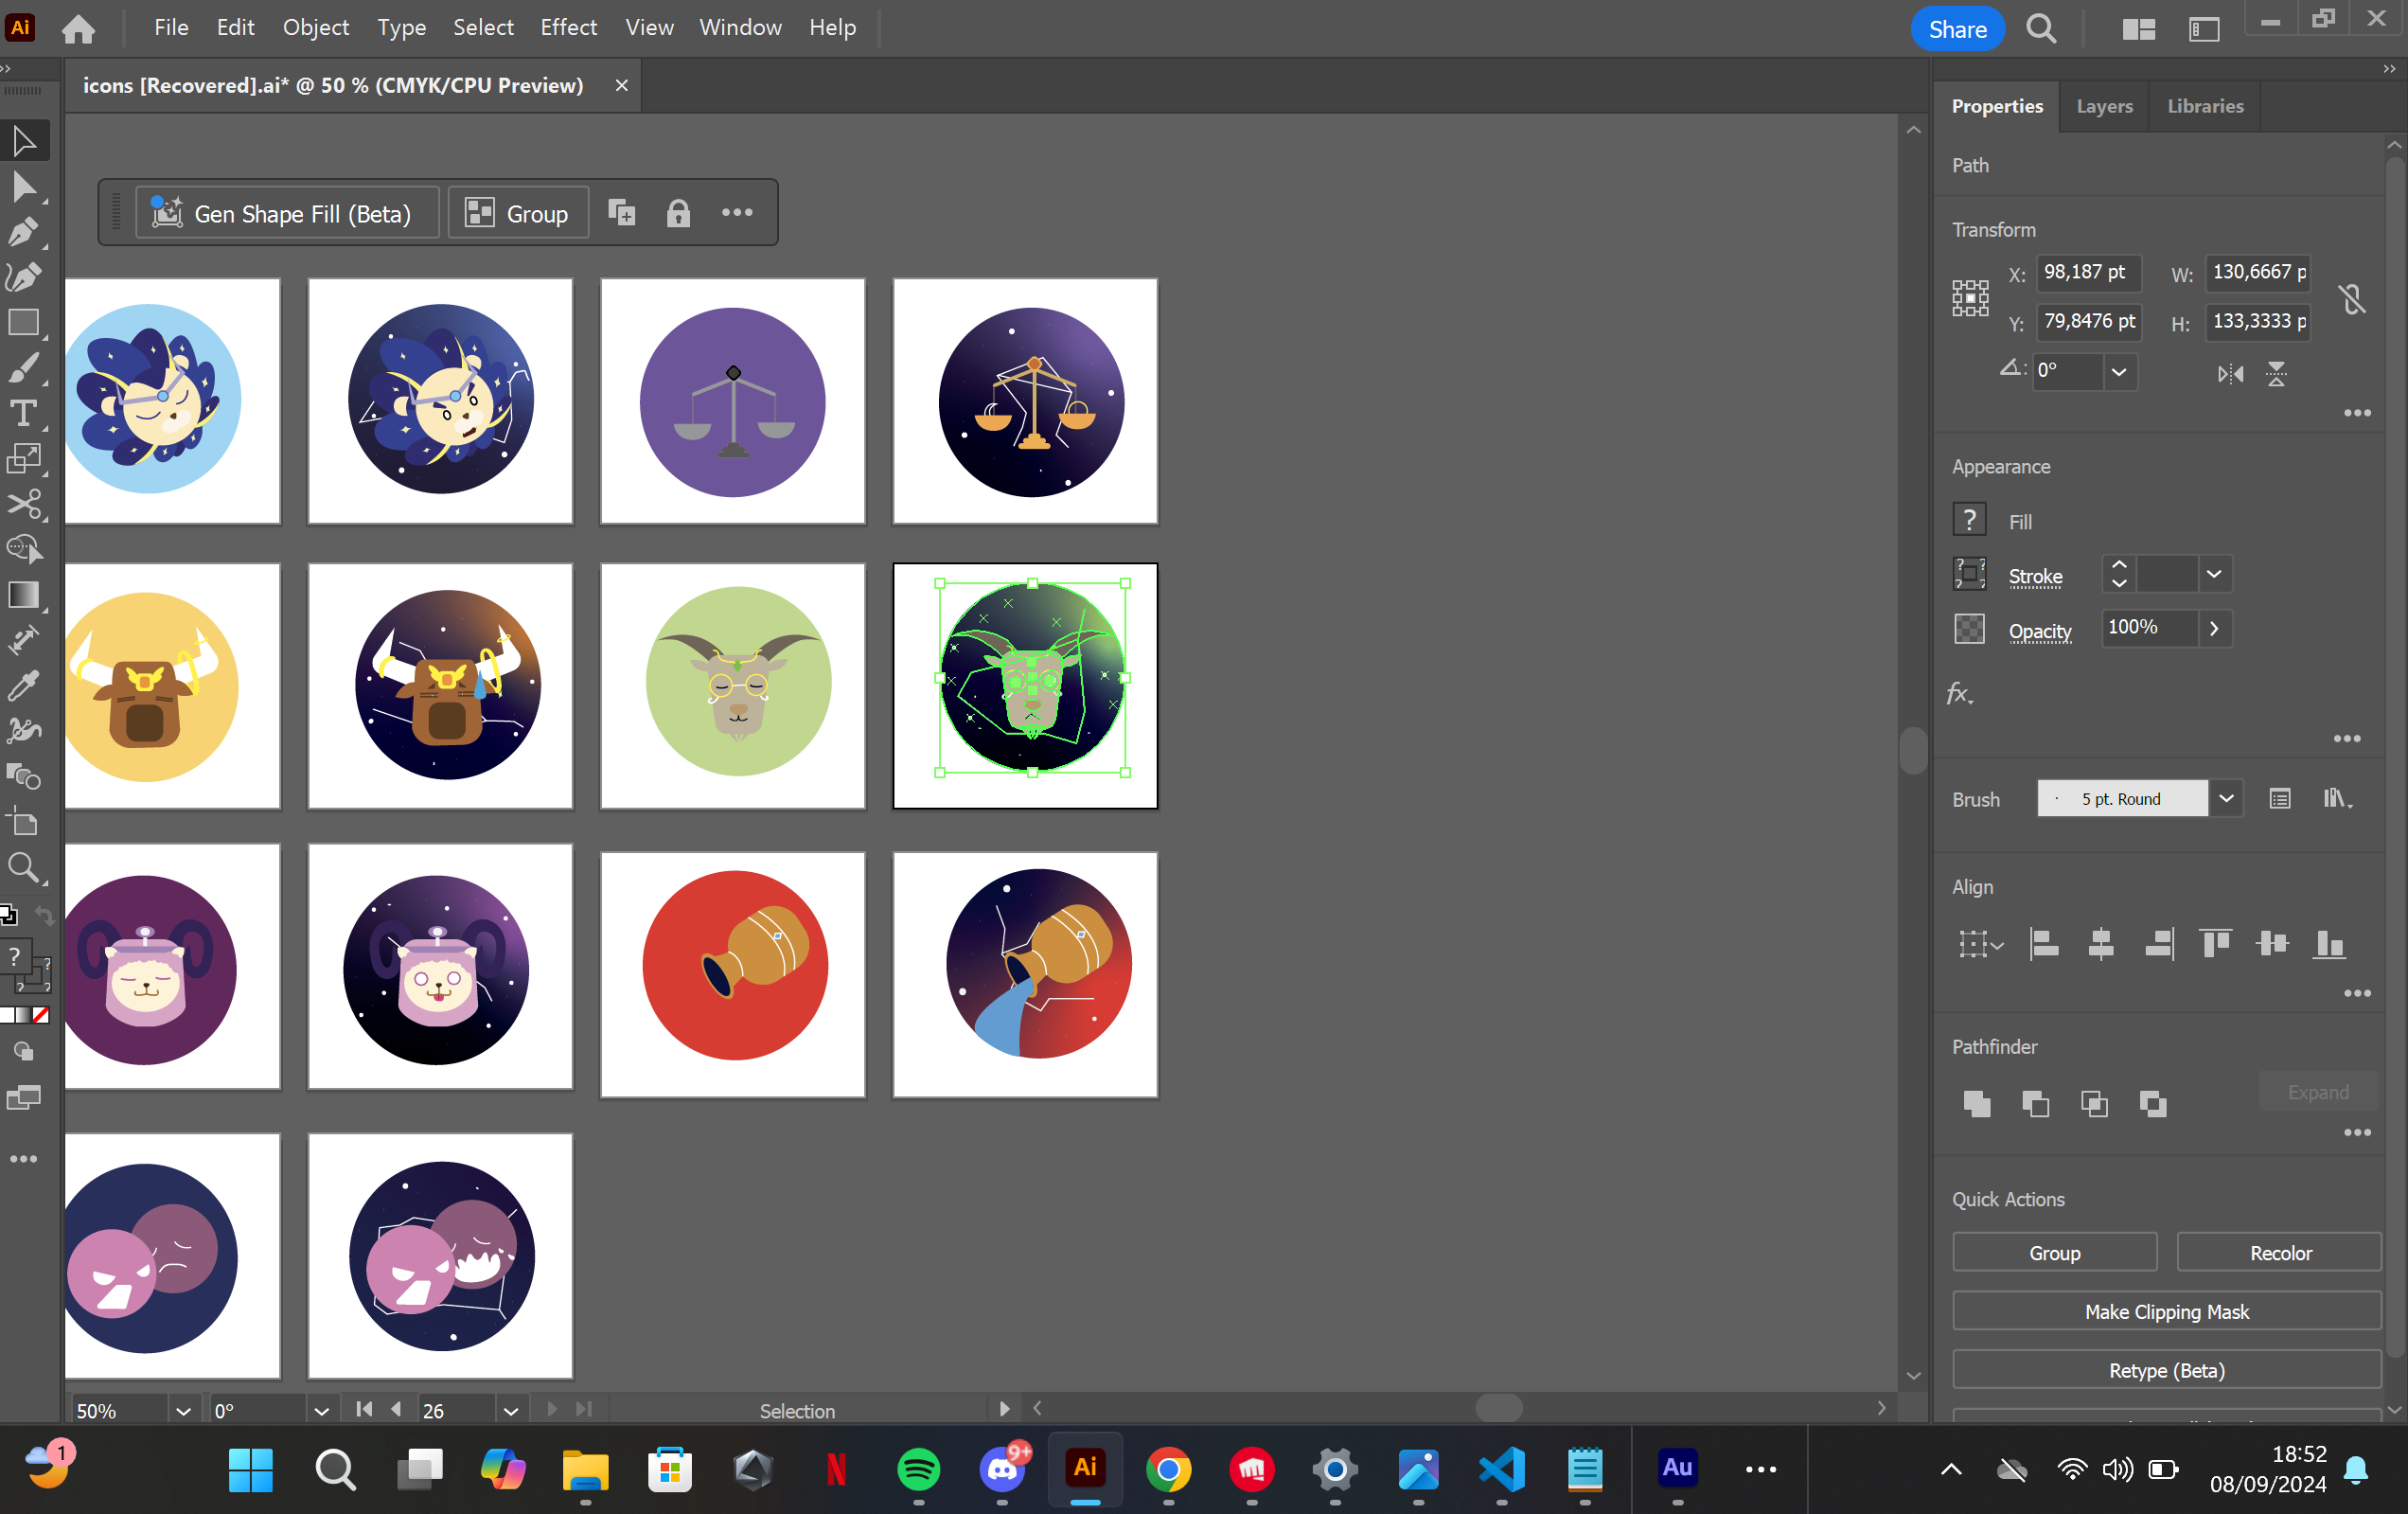 Ai File Edit Object Type Select Effect View Window Help Share
icons [Recovered].ai* @ 50 % (CMYK/CPU Preview) ×
Properties Layers Libraries
Gen Shape Fill (Beta) Group
Path
Transform
X: 98,187 pt W: 130,6667 p
Y: 79,8476 pt H: 133,3333 p
0°
Appearance
? Fill
Stroke
Opacity 100%
fx
Brush 5 pt. Round
Align
Pathfinder
Expand
Quick Actions
Group Recolor
Make Clipping Mask
Retype (Beta)
50% 0° 26 Selection
1 N 9+ Ai Au
18:52
08/09/2024